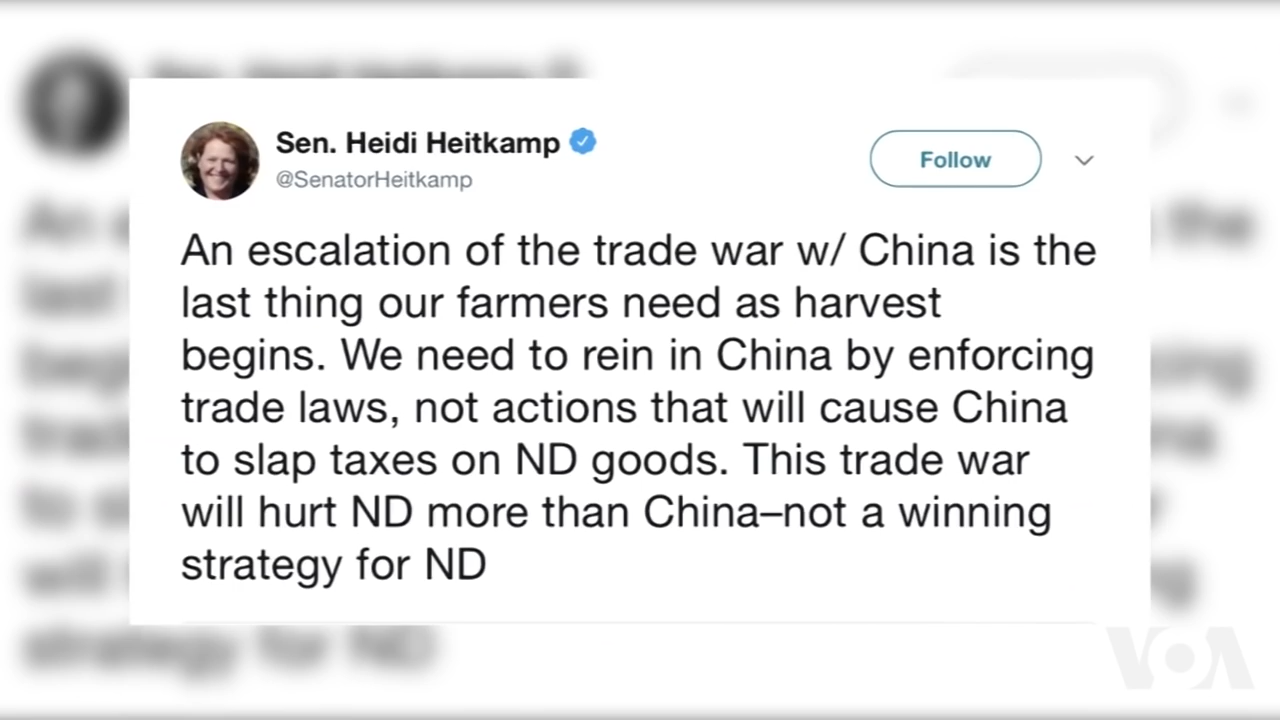 Sen. Heidi Heitkamp
@SenatorHeitkamp
Follow
An escalation of the trade war w/ China is the
last thing our farmers need as harvest
begins. We need to rein in China by enforcing
trade laws, not actions that will cause China
to slap taxes on ND goods. This trade war
will hurt ND more than China–not a winning
strategy for ND
VOA